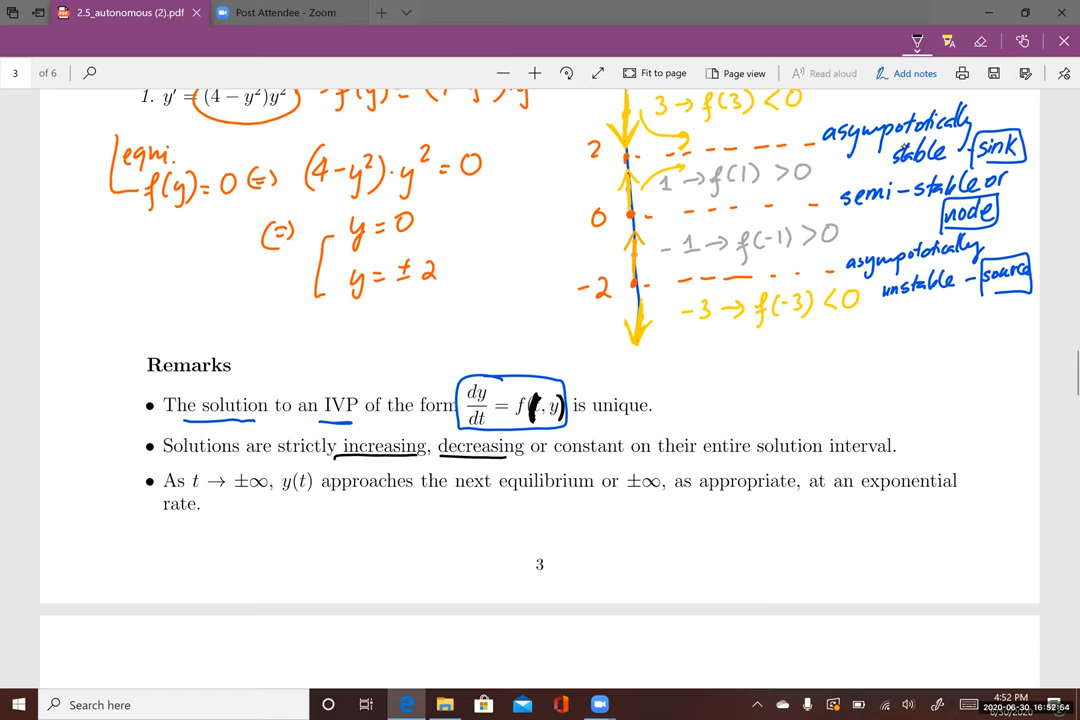 2.5_autonomous (2).pdf
Post Attendee - Zoom
3 of 6
Fit to page
Page view
Read aloud
Add notes
1. y′ = (4 − y²)y²
3 → f(3) < 0
equi.
f(y) = 0 (=) (4-y²)·y² = 0
(=) y = 0
y = ± 2
2
asympototically
stable - sink
1 → f(1) > 0
semi-stable or
node
0
-1 → f(-1) > 0
asympototically
unstable - source
-2
-3 → f(-3) < 0
Remarks
• The solution to an IVP of the form dy/dt = f(, y) is unique.
• Solutions are strictly increasing, decreasing or constant on their entire solution interval.
• As t → ±∞, y(t) approaches the next equilibrium or ±∞, as appropriate, at an exponential
rate.
3
Search here
4:52 PM
2020-06-30 16:52:54